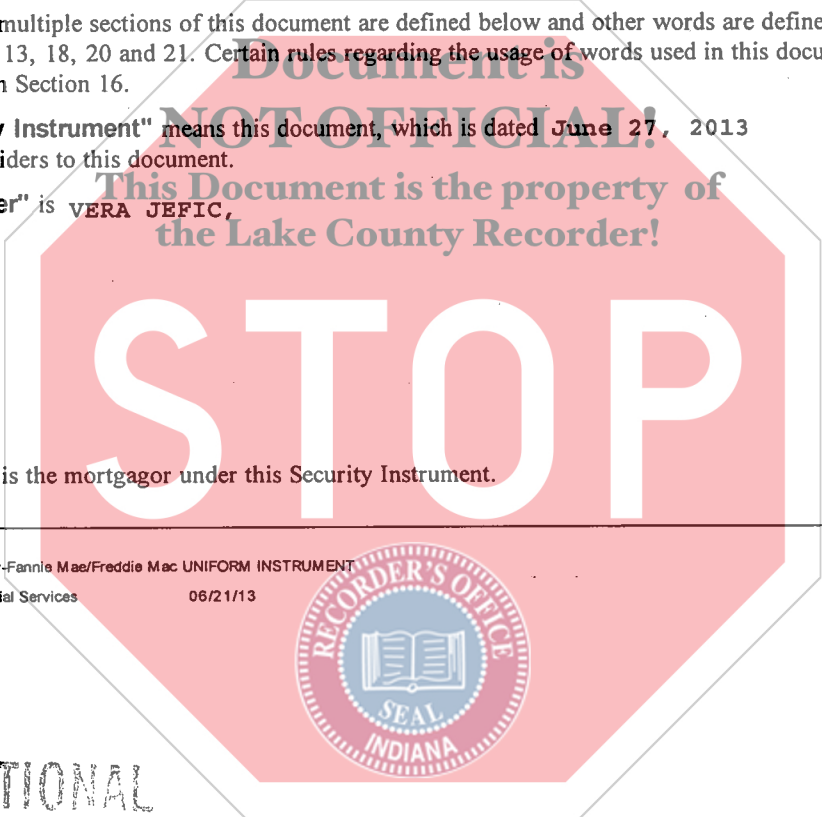 multiple sections of this document are defined below and other words are define
13, 18, 20 and 21. Certain rules regarding the usage of words used in this docu
n Section 16.
Document is
NOT OFFICIAL!
This Document is the property of
the Lake County Recorder!
y Instrument" means this document, which is dated June 27, 2013
iders to this document.
er" is VERA JEFIC,
STOP
is the mortgagor under this Security Instrument.
-Fannie Mae/Freddie Mac UNIFORM INSTRUMENT
ial Services 06/21/13
RECORDER'S OFFICE
SEAL
INDIANA
TIONAL